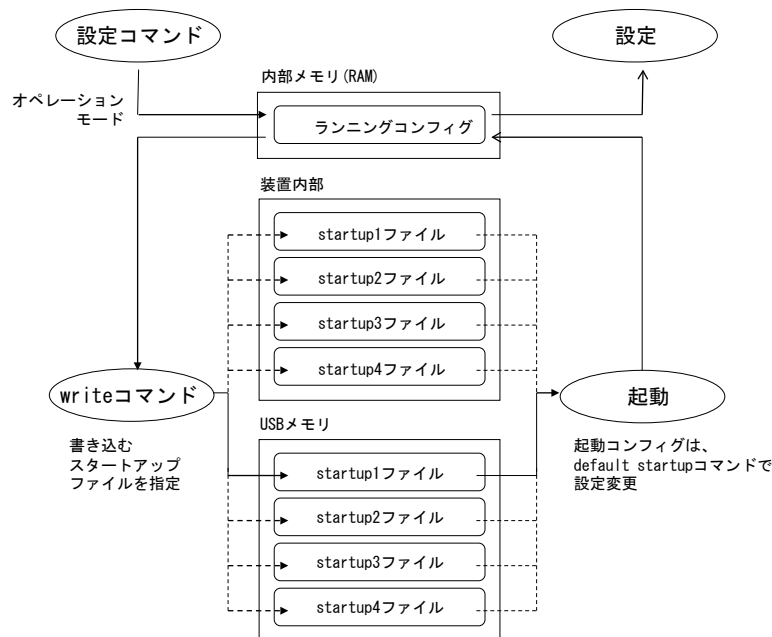 設定コマンド
設定
内部メモリ(RAM)
オペレーション
モード
ランニングコンフィグ
装置内部
startup1ファイル
startup2ファイル
startup3ファイル
startup4ファイル
writeコマンド
起動
書き込む
スタートアップ
ファイルを指定
起動コンフィグは、
default startupコマンドで
設定変更
USBメモリ
startup1ファイル
startup2ファイル
startup3ファイル
startup4ファイル